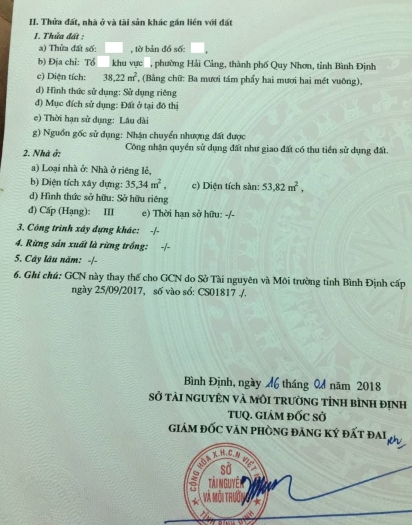 II. Thửa đất, nhà ở và tài sản khác gắn liền với đất
1. Thửa đất:
a) Thửa đất số: , tờ bản đồ số: ,
b) Địa chỉ: Tổ khu vực , phường Hải Cảng, thành phố Quy Nhơn, tỉnh Bình Định
c) Diện tích: 38,22 m², (Bằng chữ: Ba mươi tám phẩy hai mươi hai mét vuông).
d) Hình thức sử dụng: Sử dụng riêng
đ) Mục đích sử dụng: Đất ở tại đô thị
e) Thời hạn sử dụng: Lâu dài
g) Nguồn gốc sử dụng: Nhận chuyển nhượng đất được
Công nhận quyền sử dụng đất như giao đất có thu tiền sử dụng đất.
2. Nhà ở:
a) Loại nhà ở: Nhà ở riêng lẻ,
b) Diện tích xây dựng: 35,34 m², c) Diện tích sàn: 53,82 m²,
d) Hình thức sở hữu: Sở hữu riêng
đ) Cấp (Hạng): III e) Thời hạn sở hữu: -/-
3. Công trình xây dựng khác: -/-
4. Rừng sản xuất là rừng trồng: -/-
5. Cây lâu năm: -/-
6. Ghi chú: GCN này thay thế cho GCN do Sở Tài nguyên và Môi trường tỉnh Bình Định cấp
ngày 25/09/2017, số vào sổ: CS01817 ./.
Bình Định, ngày 16 tháng 01 năm 2018
SỞ TÀI NGUYÊN VÀ MÔI TRƯỜNG TỈNH BÌNH ĐỊNH
TUQ. GIÁM ĐỐC SỞ
GIÁM ĐỐC VĂN PHÒNG ĐĂNG KÝ ĐẤT ĐAI
CỘNG HÒA X.H.C.N VIỆT
SỞ
TÀI NGUYÊN
VÀ MÔI TRƯỜNG